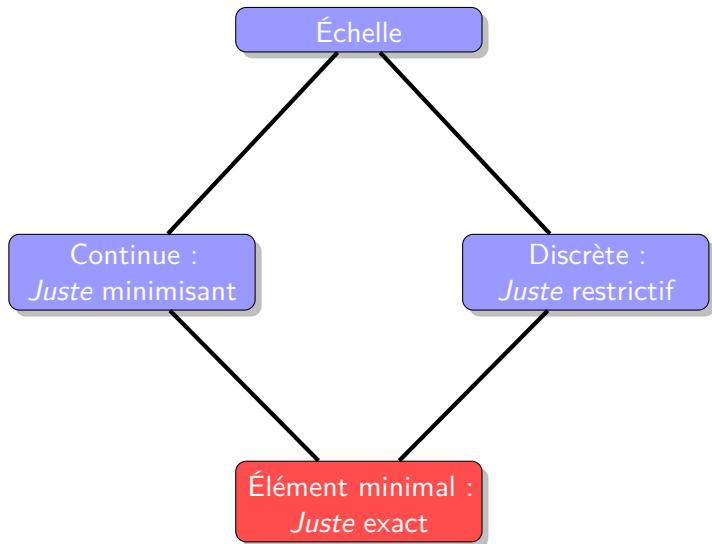 Échelle
Continue :
Juste minimisant
Discrète :
Juste restrictif
Élément minimal :
Juste exact